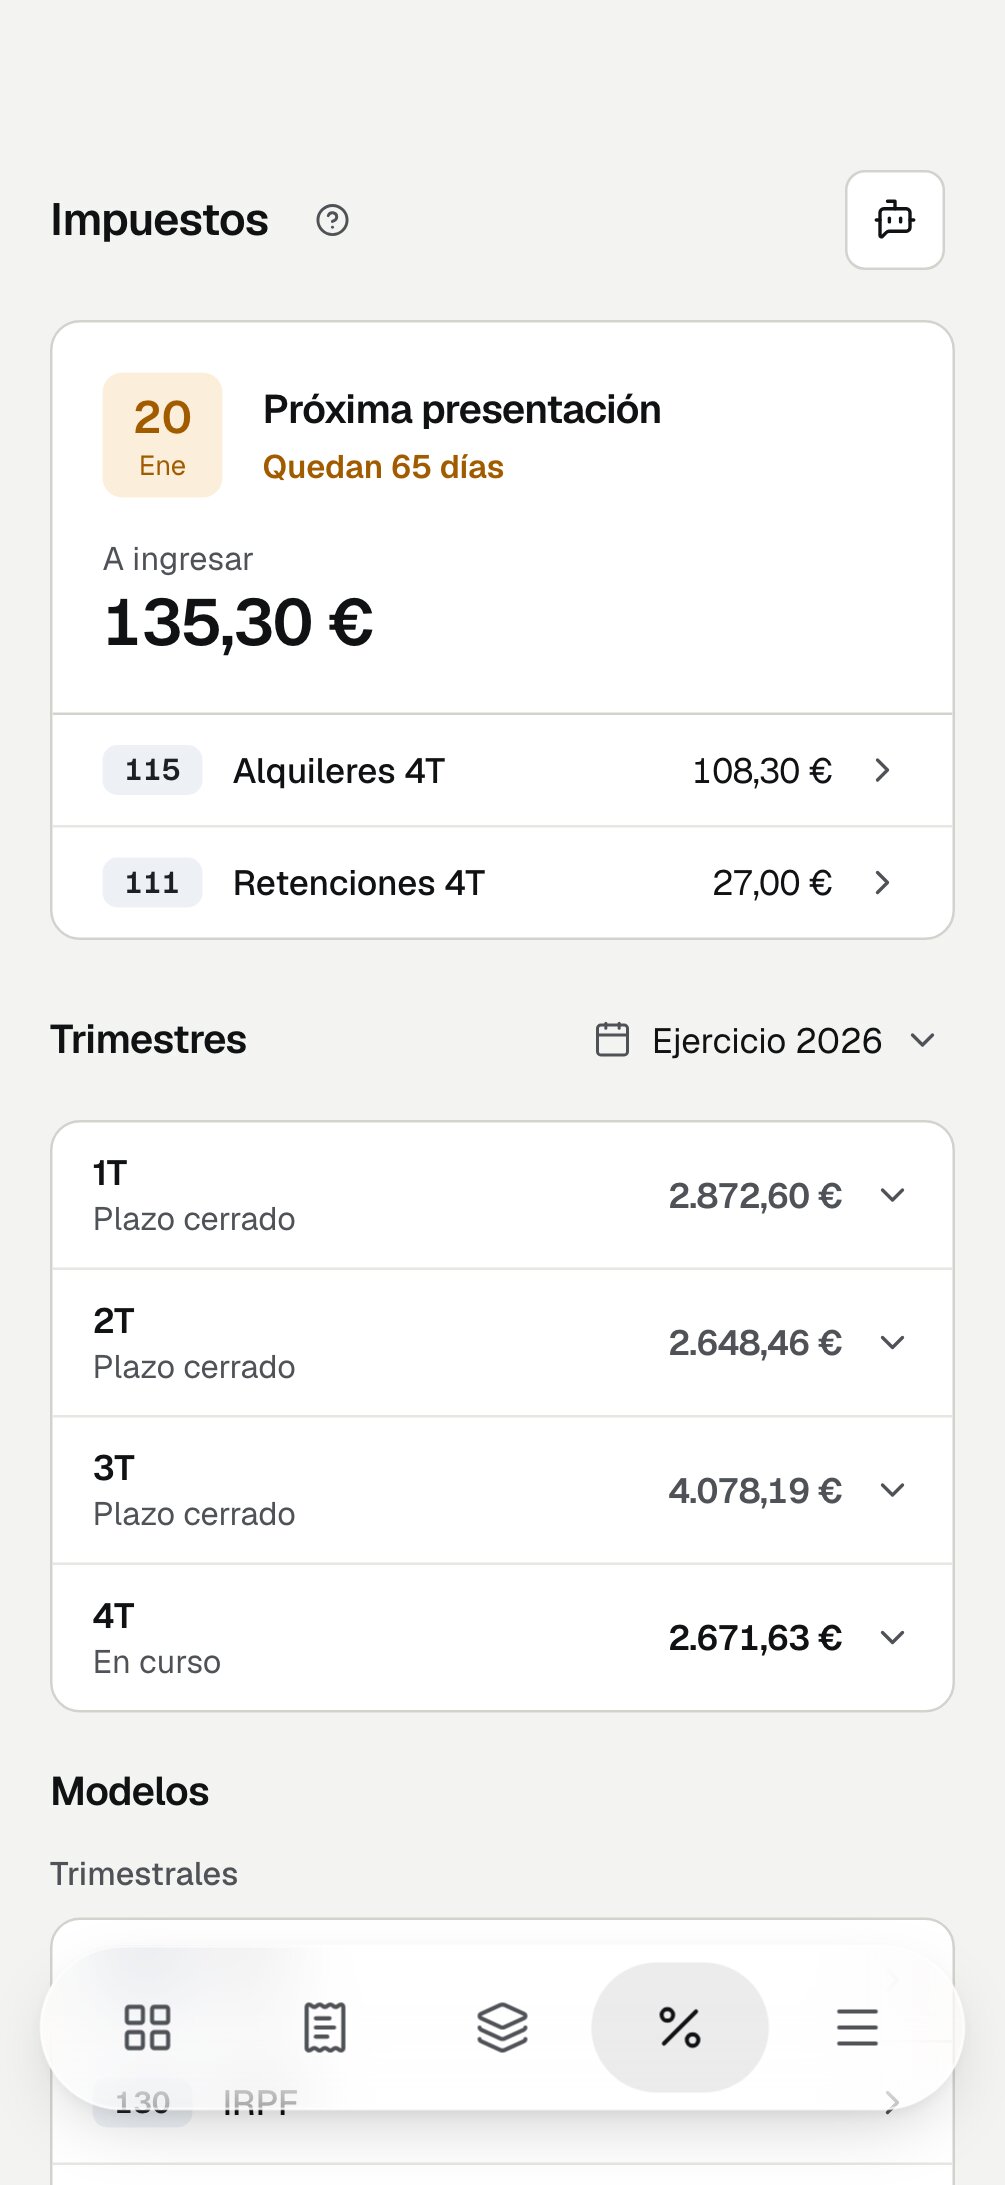 Impuestos
20
Ene
Próxima presentación
Quedan 65 días
A ingresar
135,30 €
115 Alquileres 4T 108,30 €
111 Retenciones 4T 27,00 €
Trimestres Ejercicio 2026
1T
Plazo cerrado
2.872,60 €
2T
Plazo cerrado
2.648,46 €
3T
Plazo cerrado
4.078,19 €
4T
En curso
2.671,63 €
Modelos
Trimestrales
130 IRPF